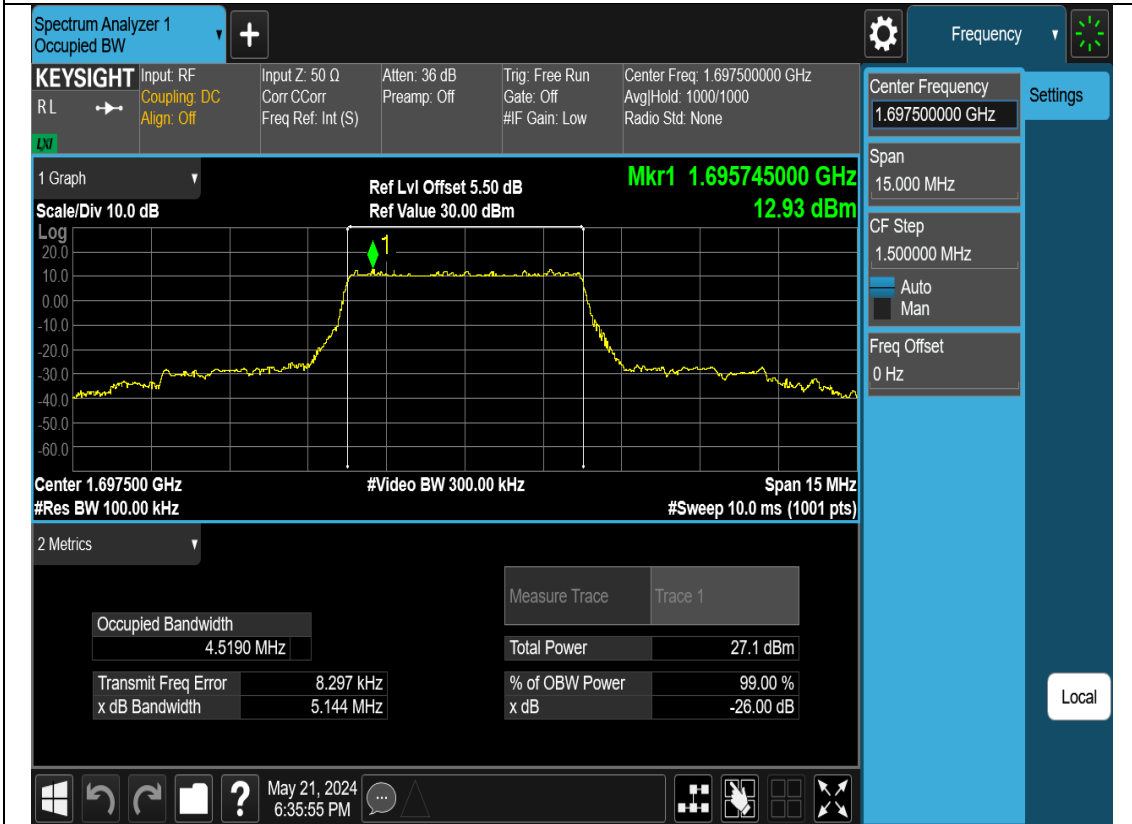 Spectrum Analyzer 1
Occupied BW
Frequency
KEYSIGHT
RL
LXI
Input: RF
Coupling: DC
Align: Off
Input Z: 50 Ω
Corr CCorr
Freq Ref: Int (S)
Atten: 36 dB
Preamp: Off
Trig: Free Run
Gate: Off
#IF Gain: Low
Center Freq: 1.697500000 GHz
Avg|Hold: 1000/1000
Radio Std: None
Center Frequency
1.697500000 GHz
Settings
Span
15.000 MHz
CF Step
1.500000 MHz
Auto
Man
Freq Offset
0 Hz
Local
1 Graph
Scale/Div 10.0 dB
Ref Lvl Offset 5.50 dB
Ref Value 30.00 dBm
Mkr1 1.695745000 GHz
12.93 dBm
Log
1
20.0
10.0
0.00
-10.0
-20.0
-30.0
-40.0
-50.0
-60.0
Center 1.697500 GHz
#Video BW 300.00 kHz
Span 15 MHz
#Res BW 100.00 kHz
#Sweep 10.0 ms (1001 pts)
2 Metrics
Measure Trace Trace 1
Occupied Bandwidth
4.5190 MHz
Total Power 27.1 dBm
Transmit Freq Error 8.297 kHz
% of OBW Power 99.00 %
x dB Bandwidth 5.144 MHz
x dB -26.00 dB
?
May 21, 2024
6:35:55 PM